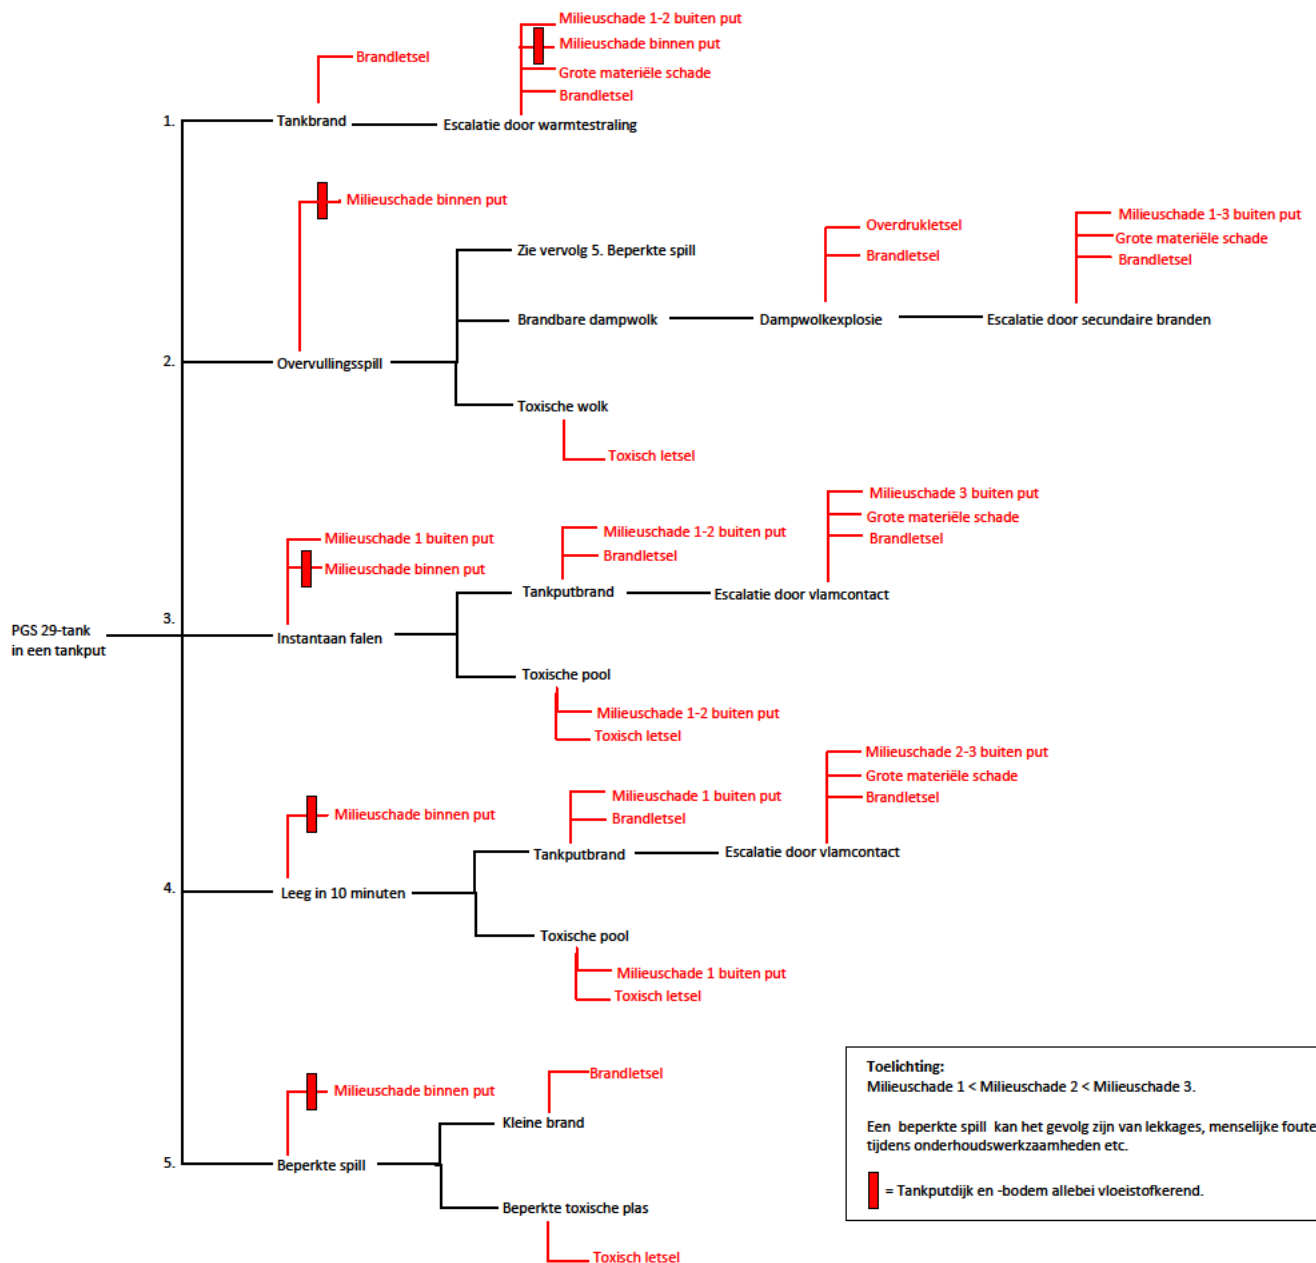 Milieuschade 1-2 buiten put
Milieuschade binnen put
Grote materiële schade
Brandletsel
Brandletsel
1.
Tankbrand
Escalatie door warmtestraling
Milieuschade binnen put
Zie vervolg 5. Beperkte spill
Overdrukletsel
Brandletsel
Milieuschade 1-3 buiten put
Grote materiële schade
Brandletsel
Brandbare dampwolk
Dampwolkexplosie
Escalatie door secundaire branden
2.
Overvullingsspill
Toxische wolk
Toxisch letsel
Milieuschade 1 buiten put
Milieuschade binnen put
Milieuschade 1-2 buiten put
Brandletsel
Milieuschade 3 buiten put
Grote materiële schade
Brandletsel
Tankputbrand
Escalatie door vlamcontact
3.
PGS 29-tank
in een tankput
Instantaan falen
Toxische pool
Milieuschade 1-2 buiten put
Toxisch letsel
Milieuschade binnen put
Milieuschade 1 buiten put
Brandletsel
Milieuschade 2-3 buiten put
Grote materiële schade
Brandletsel
Tankputbrand
Escalatie door vlamcontact
4.
Leeg in 10 minuten
Toxische pool
Milieuschade 1 buiten put
Toxisch letsel
Milieuschade binnen put
Brandletsel
Kleine brand
5.
Beperkte spill
Beperkte toxische plas
Toxisch letsel
Toelichting:
Milieuschade 1 < Milieuschade 2 < Milieuschade 3.
Een beperkte spill kan het gevolg zijn van lekkages, menselijke foute
tijdens onderhoudswerkzaamheden etc.
= Tankputdijk en -bodem allebei vloeistofkerend.